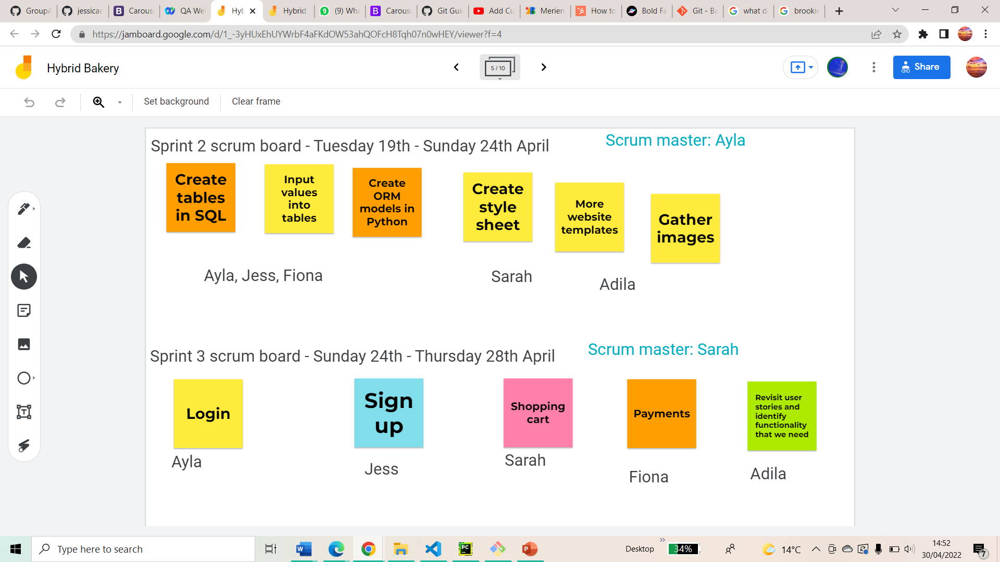 GroupA
jessicac
Carouse
QA Wel
Hyb
Hybrid
(9) Wha
Carouse
Git Guid
Add Cu
Merien
How to
Bold Fa
Git - Ba
what do
brookie
https://jamboard.google.com/d/1_-3yHUxEhUYWrbF4aFKdOW53ahQOFcH8Tqh07n0wHEY/viewer?f=4
Hybrid Bakery
5 / 10
Share
Set background
Clear frame
Sprint 2 scrum board - Tuesday 19th - Sunday 24th April
Scrum master: Ayla
Create
tables
in SQL
Input
values
into
tables
Create
ORM
models in
Python
Create
style
sheet
More
website
templates
Gather
images
Ayla, Jess, Fiona
Sarah
Adila
Sprint 3 scrum board - Sunday 24th - Thursday 28th April
Scrum master: Sarah
Login
Sign
up
Shopping
cart
Payments
Revisit user
stories and
identify
functionality
that we need
Ayla
Jess
Sarah
Fiona
Adila
Type here to search
Desktop
34%
14°C
14:52
30/04/2022
7